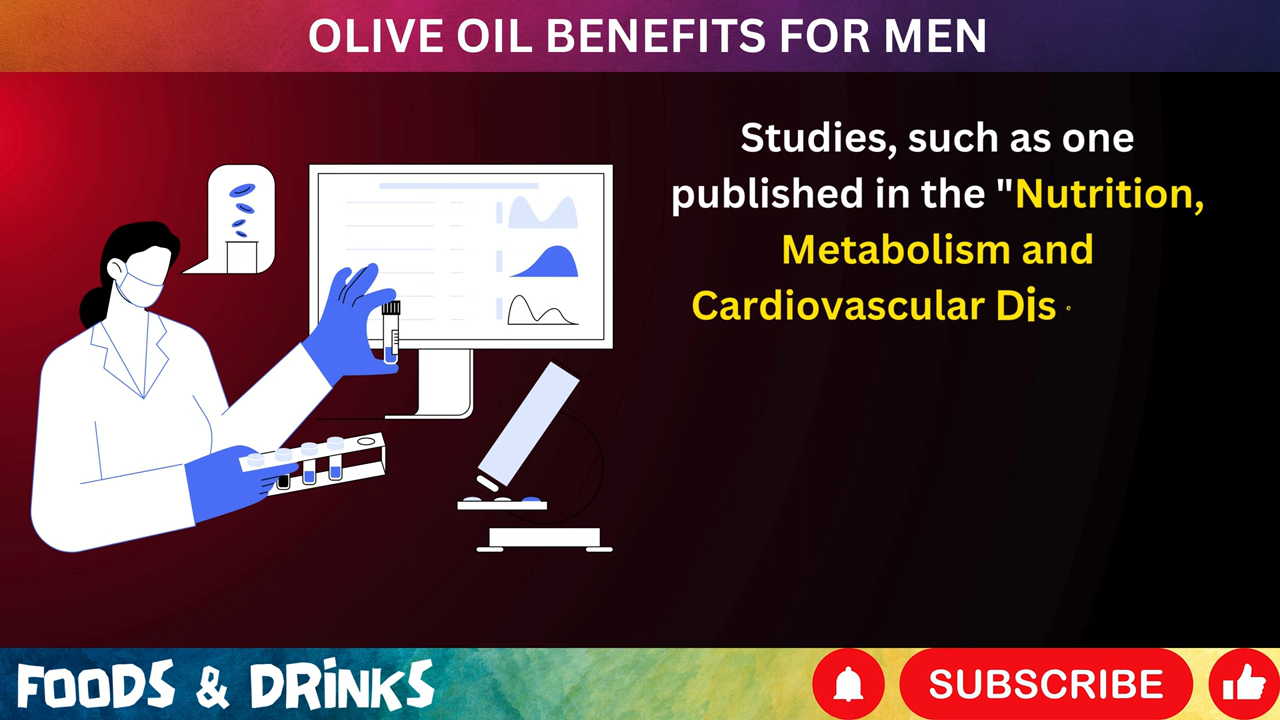 OLIVE OIL BENEFITS FOR MEN
Studies, such as one
published in the "Nutrition,
Metabolism and
Cardiovascular Dis
FOODS & DRINKS
SUBSCRIBE